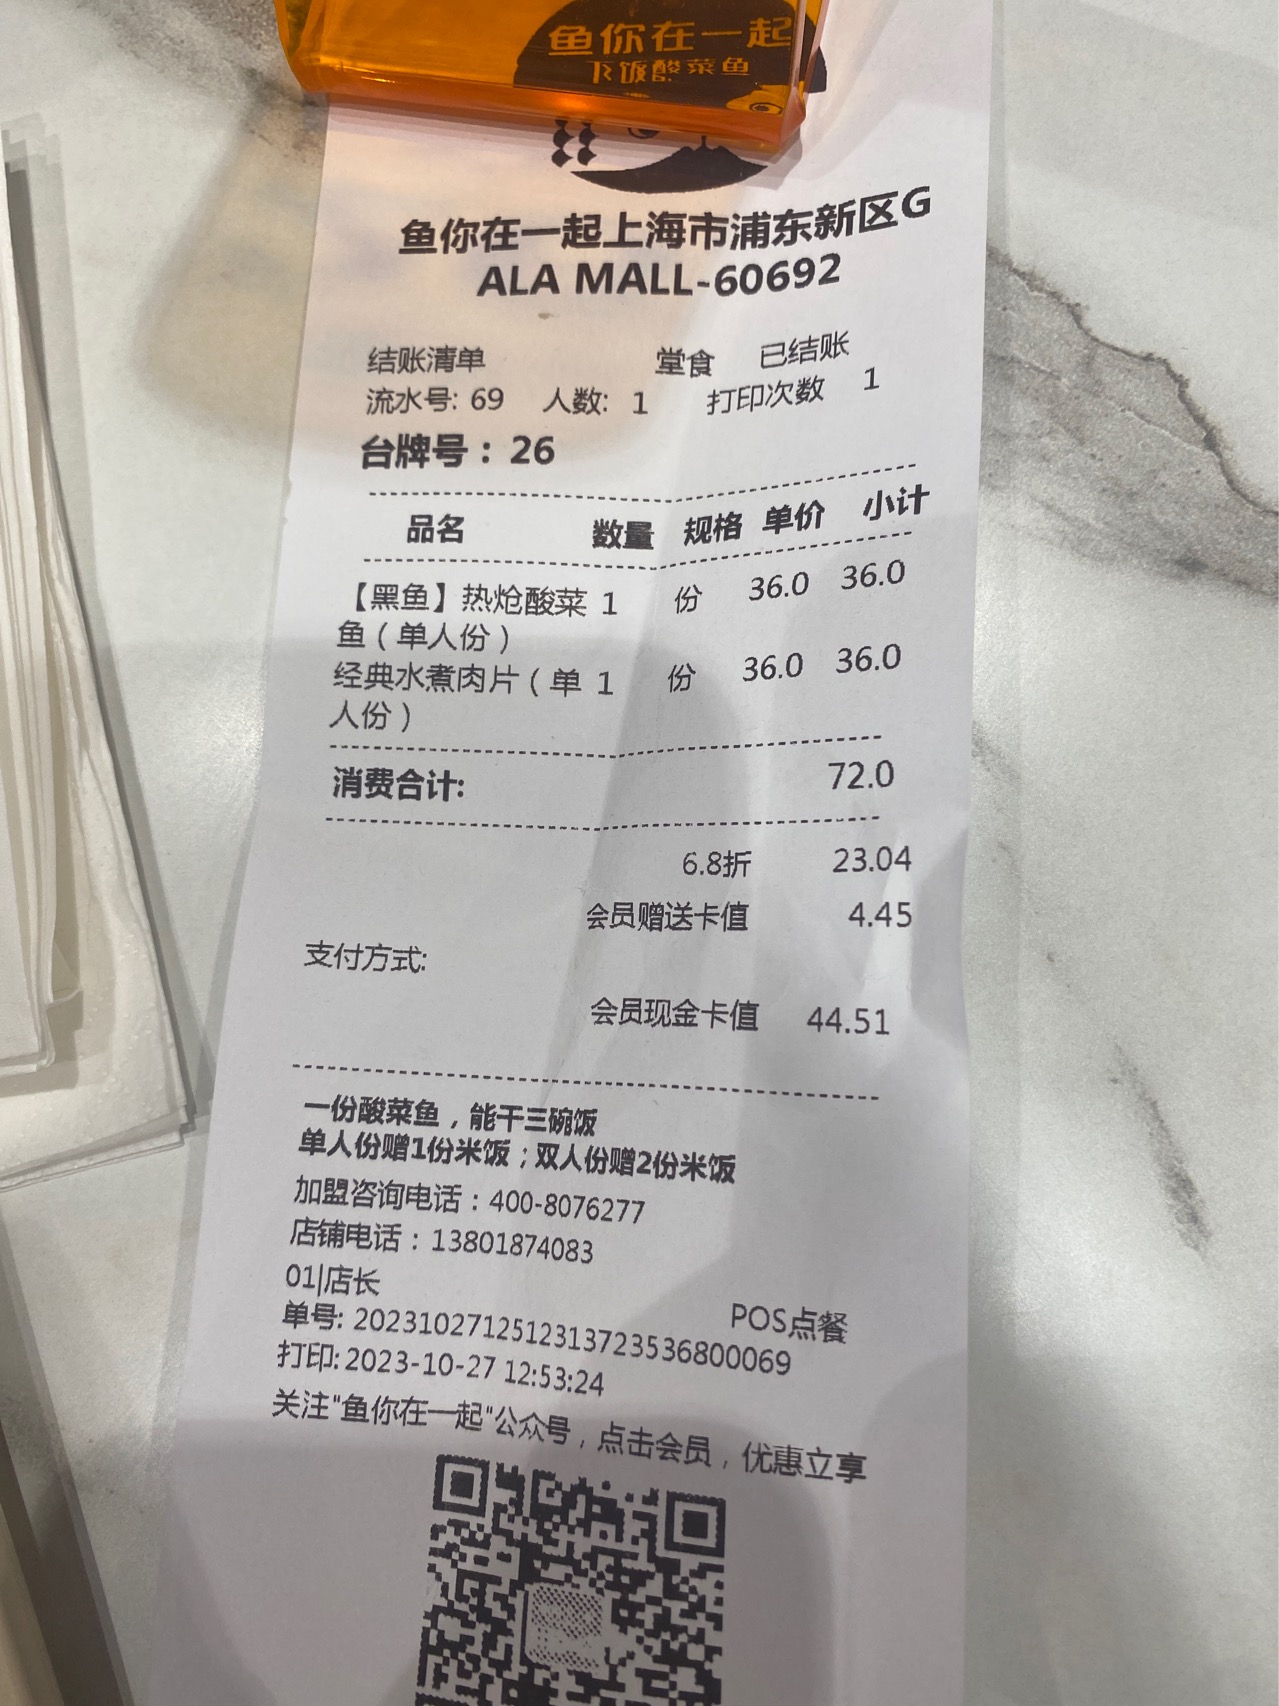 鱼你在一起
下饭酸菜鱼
鱼你在一起上海市浦东新区G
ALA MALL-60692
结账清单 堂食 已结账
流水号: 69 人数: 1 打印次数 1
台牌号：26
品名 数量 规格 单价 小计
【黑鱼】热炝酸菜 1 份 36.0 36.0
鱼（单人份）
经典水煮肉片（单 1 份 36.0 36.0
人份）
消费合计: 72.0
6.8折 23.04
会员赠送卡值 4.45
支付方式:
会员现金卡值 44.51
一份酸菜鱼，能干三碗饭
单人份赠1份米饭；双人份赠2份米饭
加盟咨询电话：400-8076277
店铺电话：13801874083
01|店长 POS点餐
单号: 2023102712512313723536800069
打印:2023-10-27 12:53:24
关注"鱼你在一起"公众号，点击会员，优惠立享